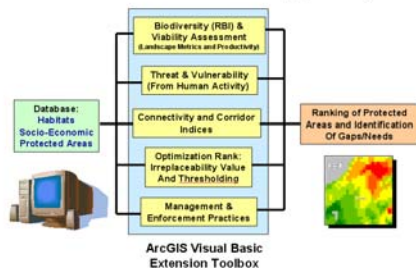 Biodiversity (RBI) &
Viability Assessment
(Landscape Metrics and Productivity)
Threat & Vulnerability
(From Human Activity)
Database:
Habitats
Socio-Economic
Protected Areas
Connectivity and Corridor
Indices
Ranking of Protected
Areas and Identification
Of Gaps/Needs
Optimization Rank:
Irreplaceability Value
And Thresholding
Management &
Enforcement Practices
ArcGIS Visual Basic
Extension Toolbox